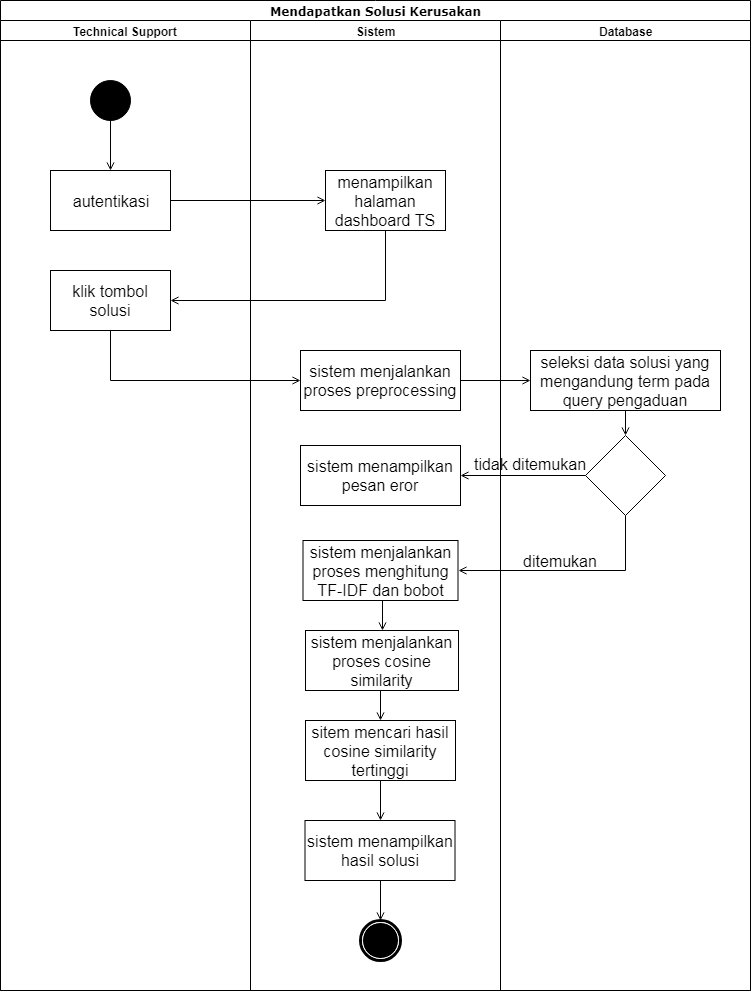 Mendapatkan Solusi Kerusakan
Technical Support
Sistem
Database
autentikasi
menampilkan
halaman
dashboard TS
klik tombol
solusi
sistem menjalankan
proses preprocessing
seleksi data solusi yang
mengandung term pada
query pengaduan
sistem menampilkan
pesan eror
tidak ditemukan
sistem menjalankan
proses menghitung
TF-IDF dan bobot
ditemukan
sistem menjalankan
proses cosine
similarity
sitem mencari hasil
cosine similarity
tertinggi
sistem menampilkan
hasil solusi